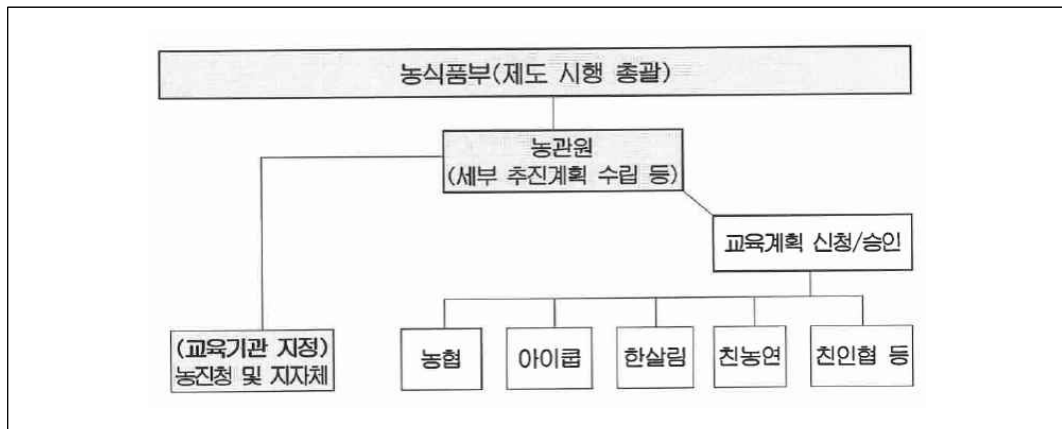 농식품부(제도 시행 총괄)
농관원
(세부 추진계획 수립 등)
교육계획 신청/승인
(교육기관 지정)
농진청 및 지자체
농협
아이쿱
한살림
친농연
친인협 등